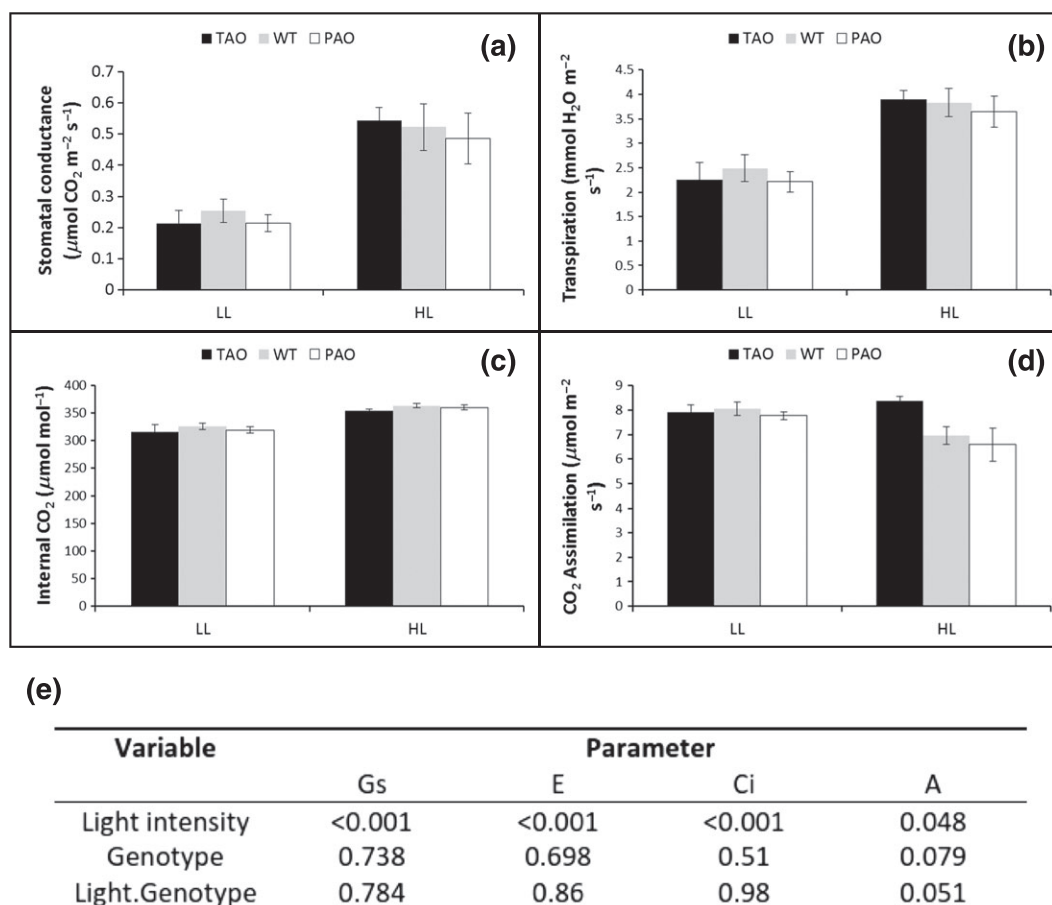 TAO WT PAO (a)
Stomatal conductance
(μmol CO₂ m⁻² s⁻¹)
0.7
0.6
0.5
0.4
0.3
0.2
0.1
0
LL HL
TAO WT PAO (b)
Transpiration (mmol H₂O m⁻²
s⁻¹)
4.5
4
3.5
3
2.5
2
1.5
1
0.5
0
LL HL
TAO WT PAO (c)
Internal CO₂ (μmol mol⁻¹)
400
350
300
250
200
150
100
50
0
LL HL
TAO WT PAO (d)
CO₂ Assimilation (μmol m⁻²
s⁻¹)
9
8
7
6
5
4
3
2
1
0
LL HL
(e)
Variable Parameter
Gs E Ci A
Light intensity <0.001 <0.001 <0.001 0.048
Genotype 0.738 0.698 0.51 0.079
Light.Genotype 0.784 0.86 0.98 0.051